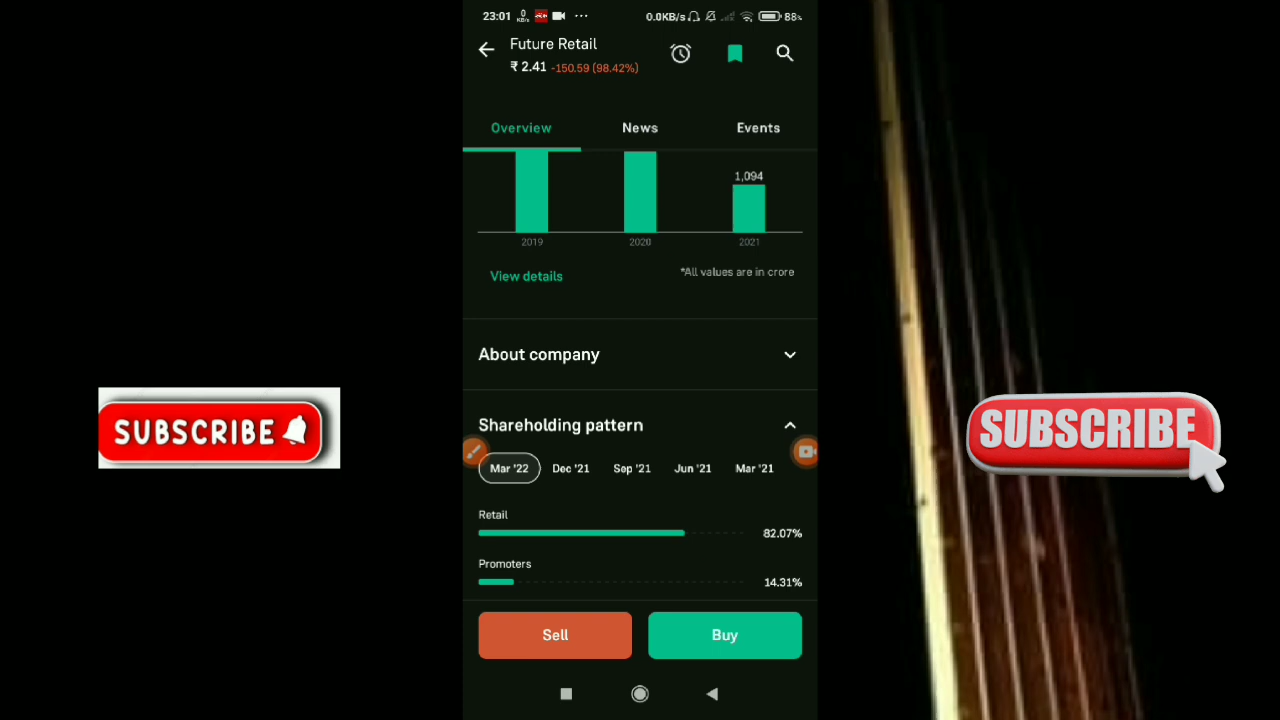 23:01 0 KB/s ... 0.0KB/s 88%
Future Retail
₹ 2.41 -150.59 (98.42%)
Overview News Events
1,094
2019 2020 2021
View details *All values are in crore
About company
Shareholding pattern
Mar '22 Dec '21 Sep '21 Jun '21 Mar '21
Retail
82.07%
Promoters
14.31%
Sell Buy
SUBSCRIBE
SUBSCRIBE